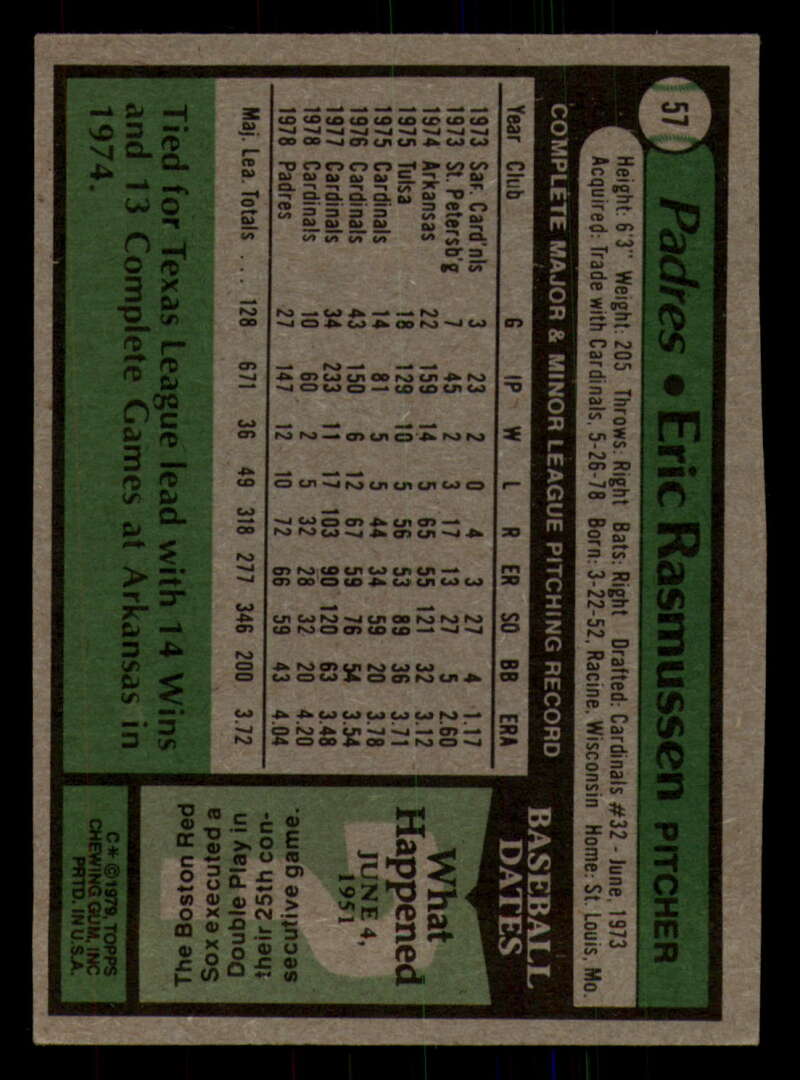 57
Padres • Eric Rasmussen PITCHER
Height: 6'3" Weight: 205 Throws: Right Bats: Right Drafted: Cardinals #32 - June, 1973
Acquired: Trade with Cardinals, 5-26-78 Born: 3-22-52, Racine, Wisconsin Home: St. Louis, Mo.
COMPLETE MAJOR & MINOR LEAGUE PITCHING RECORD
Year Club G IP W L R ER SO BB ERA
1973 Sar. Card'nls 3 23 2 0 4 3 27 4 1.17
1973 St. Petersb'g 7 45 2 3 17 13 27 5 2.60
1974 Arkansas 22 159 14 5 65 55 121 32 3.12
1975 Tulsa 18 129 10 5 56 53 89 36 3.71
1975 Cardinals 14 81 5 5 44 34 59 20 3.78
1976 Cardinals 43 150 6 12 67 59 76 54 3.54
1977 Cardinals 34 233 11 17 103 90 120 63 3.48
1978 Cardinals 10 60 2 5 32 28 32 20 4.20
1978 Padres 27 147 12 10 72 66 59 43 4.04
Maj. Lea. Totals . . . 128 671 36 49 318 277 346 200 3.72
Tied for Texas League lead with 14 Wins
and 13 Complete Games at Arkansas in
1974.
BASEBALL
DATES
What
Happened
JUNE 4,
1951
The Boston Red
Sox executed a
Double Play in
their 25th con-
secutive game.
C* ©1979, TOPPS
CHEWING GUM, INC
PRTD. IN U.S.A.